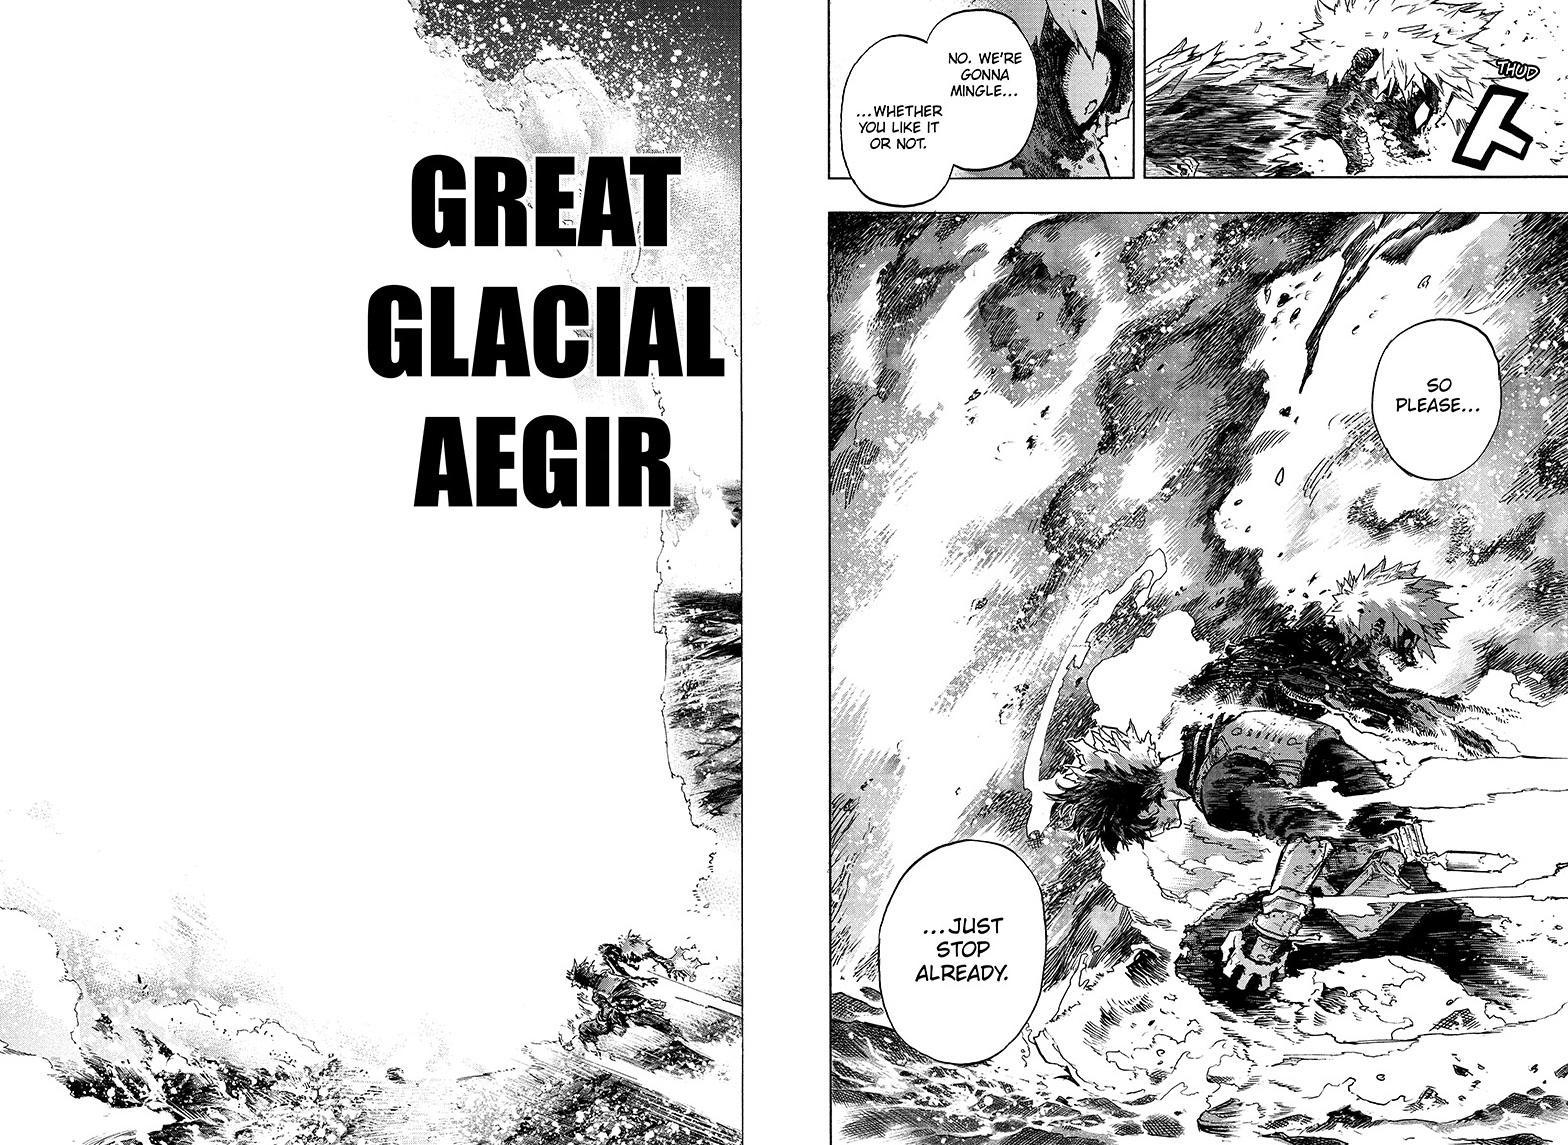 THUD
ト
NO. WE'RE
GONNA
MINGLE...
...WHETHER
YOU LIKE IT
OR NOT.
SO
PLEASE...
...JUST
STOP
ALREADY.
GREAT
GLACIAL
AEGIR